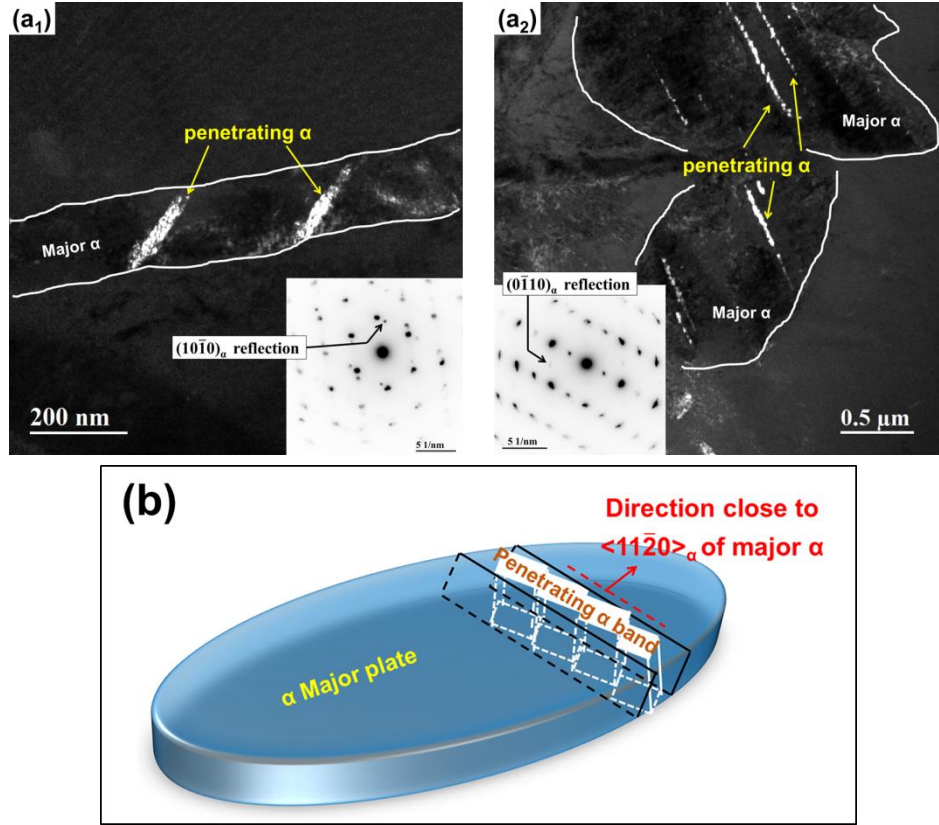 (a₁)
penetrating α
Major α
(101̄0)α reflection
200 nm
5 1/nm
(a₂)
Major α
penetrating α
(01̄10)α reflection
Major α
5 1/nm
0.5 μm
(b)
Direction close to
<112̄0>α of major α
Penetrating α band
α Major plate